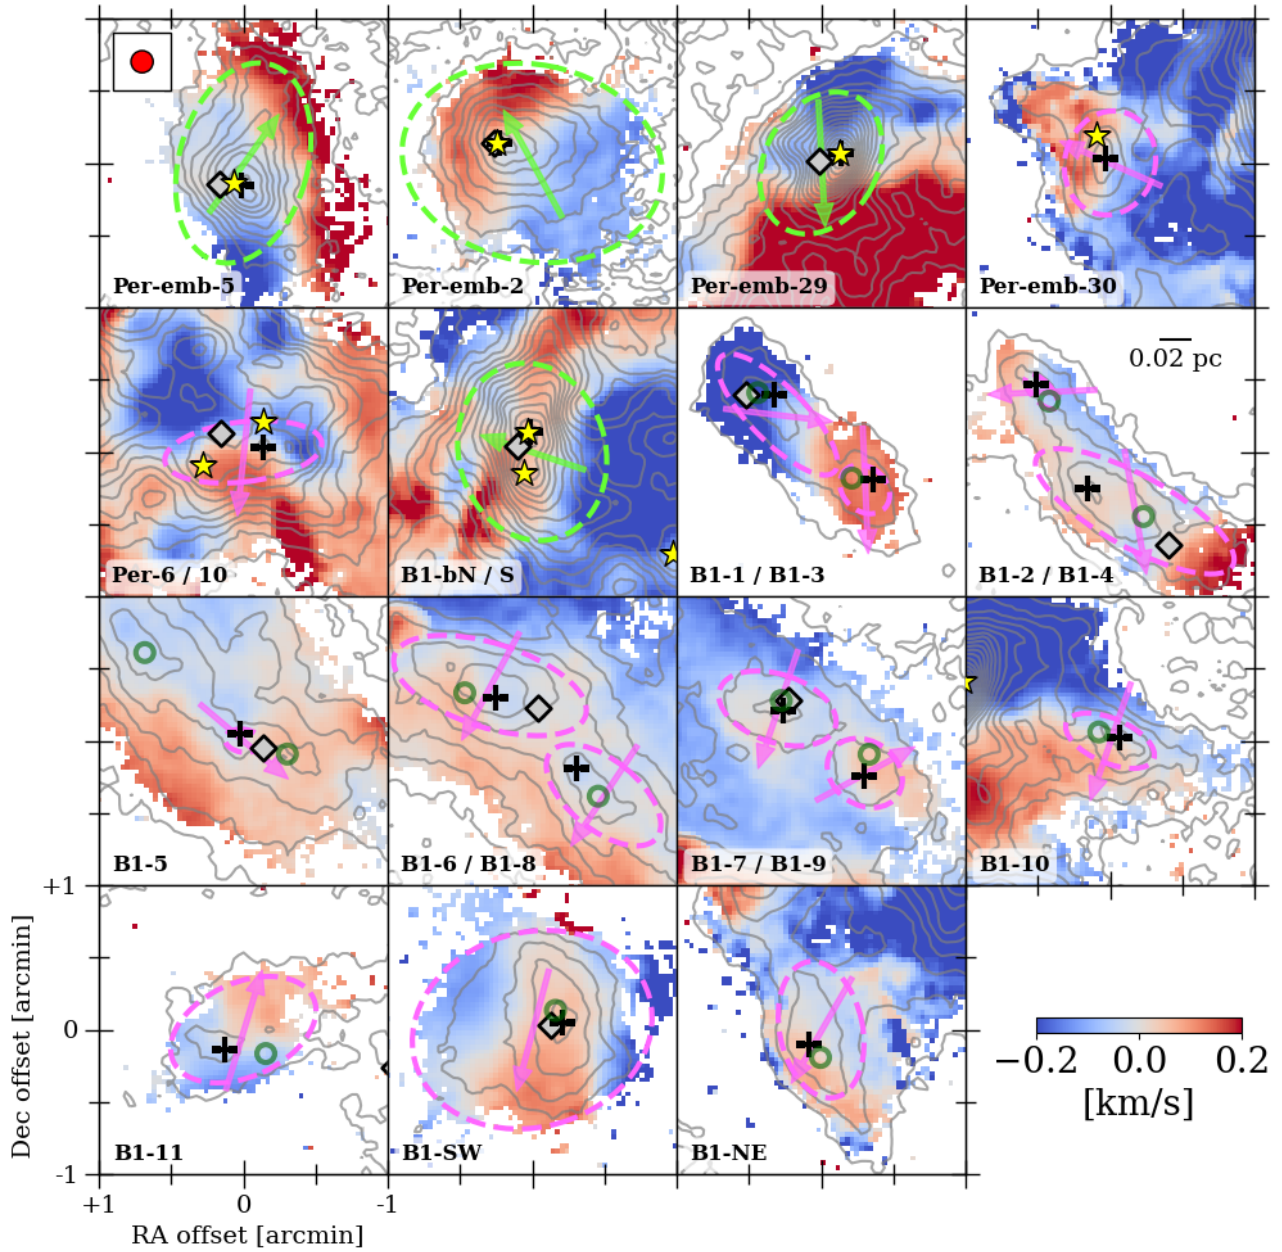 Per-emb-5
Per-emb-2
Per-emb-29
Per-emb-30
0.02 pc
Per-6 / 10
B1-bN / S
B1-1 / B1-3
B1-2 / B1-4
B1-5
B1-6 / B1-8
B1-7 / B1-9
B1-10
+1
0
-1
Dec offset [arcmin]
B1-11
B1-SW
B1-NE
−0.2 0.0 0.2
[km/s]
+1 0 -1
RA offset [arcmin]